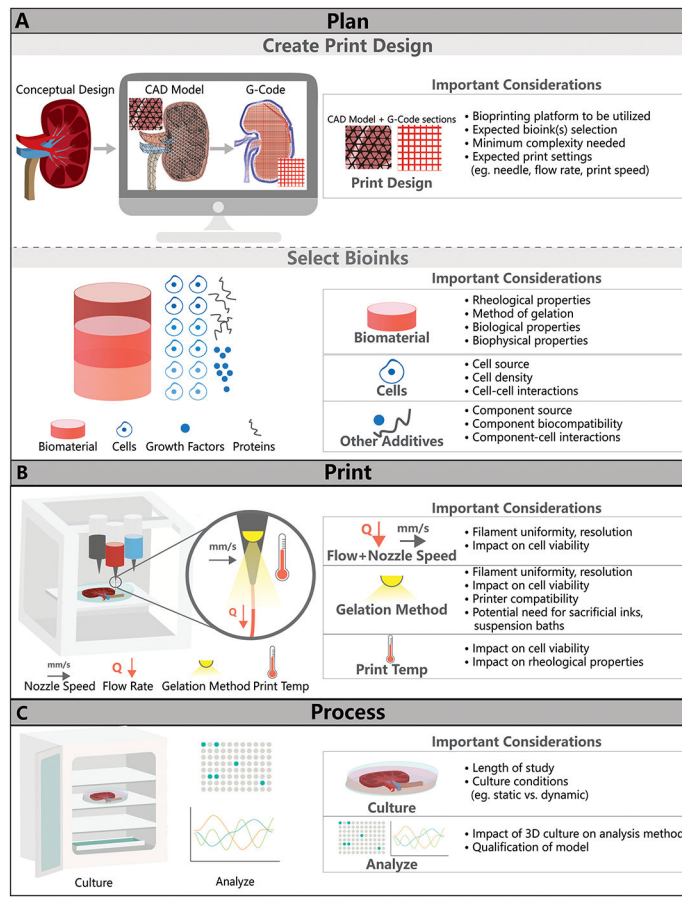 A
Plan
Create Print Design
Conceptual Design
CAD Model
G-Code
Important Considerations
CAD Model + G-Code sections
Print Design
• Bioprinting platform to be utilized
• Expected bioink(s) selection
• Minimum complexity needed
• Expected print settings
(eg. needle, flow rate, print speed)
Select Bioinks
Important Considerations
Biomaterial
• Rheological properties
• Method of gelation
• Biological properties
• Biophysical properties
Cells
• Cell source
• Cell density
• Cell-cell interactions
Other Additives
• Component source
• Component biocompatibility
• Component-cell interactions
Biomaterial
Cells
Growth Factors
Proteins
B
Print
mm/s
Q
mm/s
Nozzle Speed
Q
Flow Rate
Gelation Method
Print Temp
Important Considerations
Q
mm/s
Flow+Nozzle Speed
• Filament uniformity, resolution
• Impact on cell viability
Gelation Method
• Filament uniformity, resolution
• Impact on cell viability
• Printer compatibility
• Potential need for sacrificial inks,
suspension baths
Print Temp
• Impact on cell viability
• Impact on rheological properties
C
Process
Culture
Analyze
Important Considerations
Culture
• Length of study
• Culture conditions
(eg. static vs. dynamic)
Analyze
• Impact of 3D culture on analysis method
• Qualification of model